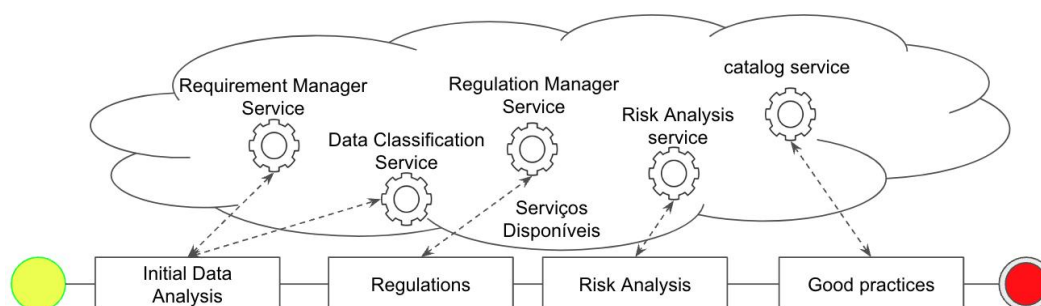 Requirement Manager
Service
Data Classification
Service
Regulation Manager
Service
Risk Analysis
service
catalog service
Serviços
Disponíveis
Initial Data
Analysis
Regulations
Risk Analysis
Good practices